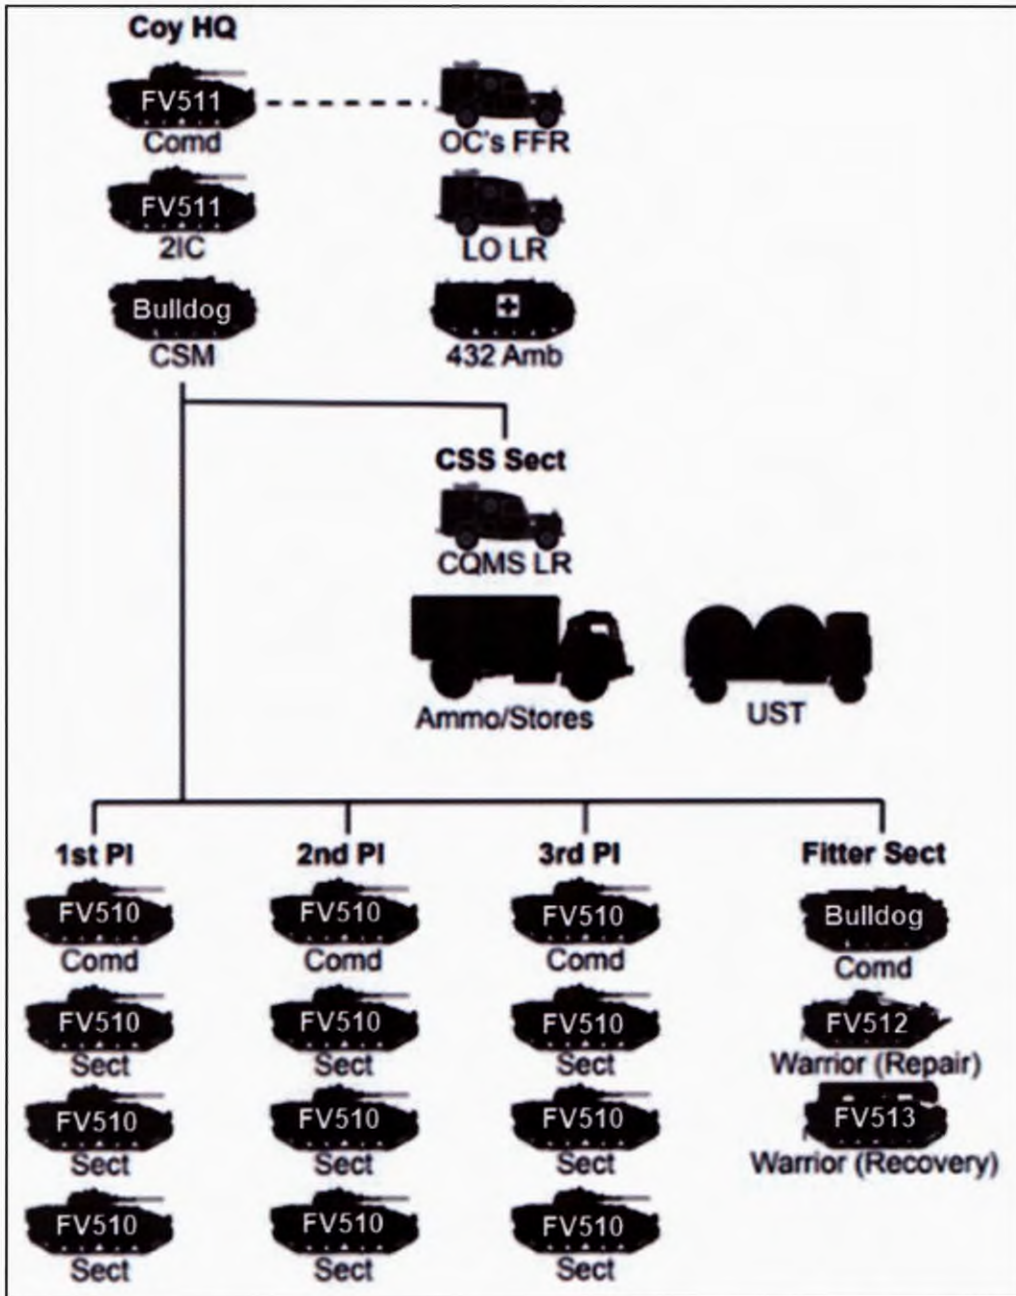 Coy HQ
FV511
Comd
OC's FFR
FV511
2IC
LO LR
Bulldog
CSM
432 Amb
CSS Sect
CQMS LR
Ammo/Stores
UST
1st Pl
2nd Pl
3rd Pl
Fitter Sect
FV510
FV510
FV510
Bulldog
Comd
Comd
Comd
Comd
FV510
FV510
FV510
FV512
Sect
Sect
Sect
Warrior (Repair)
FV510
FV510
FV510
FV513
Sect
Sect
Sect
Warrior (Recovery)
FV510
FV510
FV510
Sect
Sect
Sect